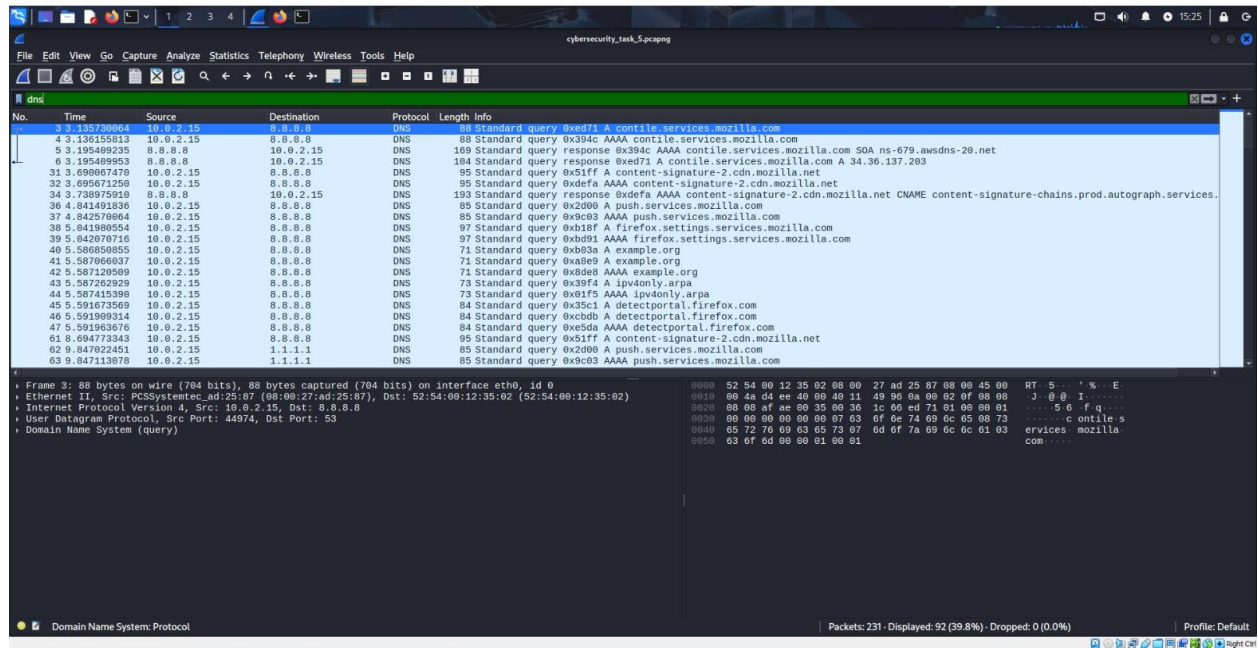 1 2 3 4
15:25
cybersecurity_task_5.pcapng
File Edit View Go Capture Analyze Statistics Telephony Wireless Tools Help
dns
No. Time Source Destination Protocol Length Info
3 3.135730064 10.0.2.15 8.8.8.8 DNS 88 Standard query 0xed71 A contile.services.mozilla.com
4 3.136155813 10.0.2.15 8.8.8.8 DNS 88 Standard query 0x394c AAAA contile.services.mozilla.com
5 3.195409235 8.8.8.8 10.0.2.15 DNS 169 Standard query response 0x394c AAAA contile.services.mozilla.com SOA ns-679.awsdns-20.net
6 3.195409953 8.8.8.8 10.0.2.15 DNS 104 Standard query response 0xed71 A contile.services.mozilla.com A 34.36.137.203
31 3.690067470 10.0.2.15 8.8.8.8 DNS 95 Standard query 0x51ff A content-signature-2.cdn.mozilla.net
32 3.695671250 10.0.2.15 8.8.8.8 DNS 95 Standard query 0xdefa AAAA content-signature-2.cdn.mozilla.net
34 3.738975910 8.8.8.8 10.0.2.15 DNS 193 Standard query response 0xdefa AAAA content-signature-2.cdn.mozilla.net CNAME content-signature-chains.prod.autograph.services.
36 4.841491836 10.0.2.15 8.8.8.8 DNS 85 Standard query 0x2d00 A push.services.mozilla.com
37 4.842570064 10.0.2.15 8.8.8.8 DNS 85 Standard query 0x9c03 AAAA push.services.mozilla.com
38 5.041980554 10.0.2.15 8.8.8.8 DNS 97 Standard query 0xb18f A firefox.settings.services.mozilla.com
39 5.042070716 10.0.2.15 8.8.8.8 DNS 97 Standard query 0xbd91 AAAA firefox.settings.services.mozilla.com
40 5.586850855 10.0.2.15 8.8.8.8 DNS 71 Standard query 0xb03a A example.org
41 5.587066037 10.0.2.15 8.8.8.8 DNS 71 Standard query 0xa8e9 A example.org
42 5.587120509 10.0.2.15 8.8.8.8 DNS 71 Standard query 0x8de8 AAAA example.org
43 5.587262929 10.0.2.15 8.8.8.8 DNS 73 Standard query 0x39f4 A ipv4only.arpa
44 5.587415390 10.0.2.15 8.8.8.8 DNS 73 Standard query 0x01f5 AAAA ipv4only.arpa
45 5.591673569 10.0.2.15 8.8.8.8 DNS 84 Standard query 0x35c1 A detectportal.firefox.com
46 5.591909314 10.0.2.15 8.8.8.8 DNS 84 Standard query 0xcbdb A detectportal.firefox.com
47 5.591963676 10.0.2.15 8.8.8.8 DNS 84 Standard query 0xe5da AAAA detectportal.firefox.com
61 8.694773343 10.0.2.15 8.8.8.8 DNS 95 Standard query 0x51ff A content-signature-2.cdn.mozilla.net
62 9.847022451 10.0.2.15 1.1.1.1 DNS 85 Standard query 0x2d00 A push.services.mozilla.com
63 9.847113078 10.0.2.15 1.1.1.1 DNS 85 Standard query 0x9c03 AAAA push.services.mozilla.com
Frame 3: 88 bytes on wire (704 bits), 88 bytes captured (704 bits) on interface eth0, id 0
Ethernet II, Src: PCSSystemtec_ad:25:87 (08:00:27:ad:25:87), Dst: 52:54:00:12:35:02 (52:54:00:12:35:02)
Internet Protocol Version 4, Src: 10.0.2.15, Dst: 8.8.8.8
User Datagram Protocol, Src Port: 44974, Dst Port: 53
Domain Name System (query)
0000 52 54 00 12 35 02 08 00 27 ad 25 87 08 00 45 00 RT··5··· '·%···E·
0010 00 4a d4 ee 40 00 40 11 49 96 0a 00 02 0f 08 08 ·J··@·@· I·······
0020 08 08 af ae 00 35 00 36 1c 66 ed 71 01 00 00 01 ·····5·6 ·f·q····
0030 00 00 00 00 00 00 07 63 6f 6e 74 69 6c 65 08 73 ·······c ontile·s
0040 65 72 76 69 63 65 73 07 6d 6f 7a 69 6c 6c 61 03 ervices· mozilla·
0050 63 6f 6d 00 00 01 00 01 com·····
Domain Name System: Protocol
Packets: 231 · Displayed: 92 (39.8%) · Dropped: 0 (0.0%)
Profile: Default
Right Ctrl